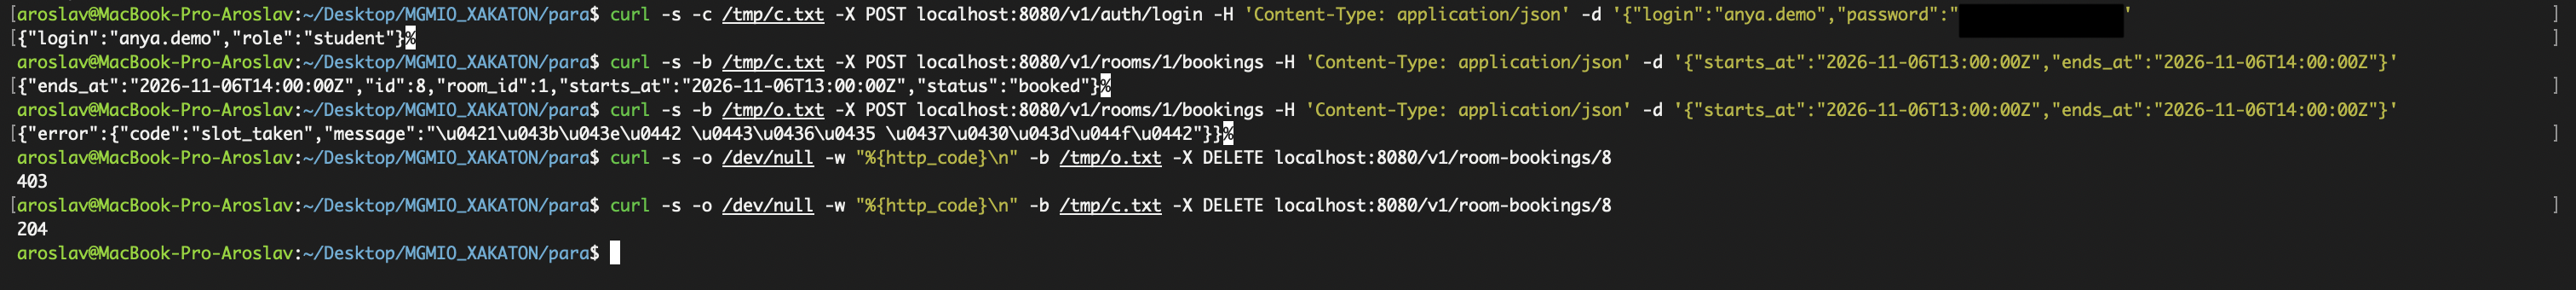 [aroslav@MacBook-Pro-Aroslav:~/Desktop/MGMIO_XAKATON/para$ curl -s -c /tmp/c.txt -X POST localhost:8080/v1/auth/login -H 'Content-Type: application/json' -d '{"login":"anya.demo","password":" ' ]
[{"login":"anya.demo","role":"student"}% ]
aroslav@MacBook-Pro-Aroslav:~/Desktop/MGMIO_XAKATON/para$ curl -s -b /tmp/c.txt -X POST localhost:8080/v1/rooms/1/bookings -H 'Content-Type: application/json' -d '{"starts_at":"2026-11-06T13:00:00Z","ends_at":"2026-11-06T14:00:00Z"}'
[{"ends_at":"2026-11-06T14:00:00Z","id":8,"room_id":1,"starts_at":"2026-11-06T13:00:00Z","status":"booked"}% ]
aroslav@MacBook-Pro-Aroslav:~/Desktop/MGMIO_XAKATON/para$ curl -s -b /tmp/o.txt -X POST localhost:8080/v1/rooms/1/bookings -H 'Content-Type: application/json' -d '{"starts_at":"2026-11-06T13:00:00Z","ends_at":"2026-11-06T14:00:00Z"}'
[{"error":{"code":"slot_taken","message":"\u0421\u043b\u043e\u0442 \u0443\u0436\u0435 \u0437\u0430\u043d\u044f\u0442"}}% ]
aroslav@MacBook-Pro-Aroslav:~/Desktop/MGMIO_XAKATON/para$ curl -s -o /dev/null -w "%{http_code}\n" -b /tmp/o.txt -X DELETE localhost:8080/v1/room-bookings/8
403
[aroslav@MacBook-Pro-Aroslav:~/Desktop/MGMIO_XAKATON/para$ curl -s -o /dev/null -w "%{http_code}\n" -b /tmp/c.txt -X DELETE localhost:8080/v1/room-bookings/8 ]
204
aroslav@MacBook-Pro-Aroslav:~/Desktop/MGMIO_XAKATON/para$